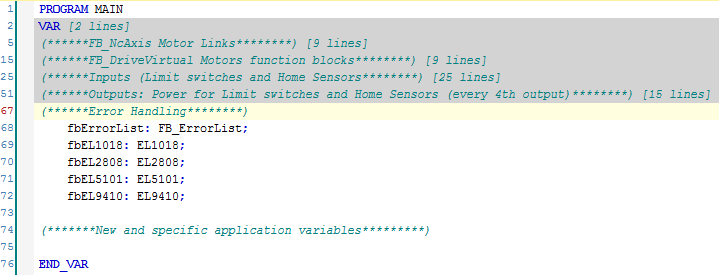 1 PROGRAM MAIN
2 VAR [2 lines]
5 (******FB_NcAxis Motor Links********) [9 lines]
15 (******FB_DriveVirtual Motors function blocks********) [9 lines]
25 (******Inputs (Limit switches and Home Sensors********) [25 lines]
51 (******Outputs: Power for Limit switches and Home Sensors (every 4th output)********) [15 lines]
67 (******Error Handling********)
68 fbErrorList: FB_ErrorList;
69 fbEL1018: EL1018;
70 fbEL2808: EL2808;
71 fbEL5101: EL5101;
72 fbEL9410: EL9410;
73
74 (*******New and specific application variables*********)
75
76 END_VAR